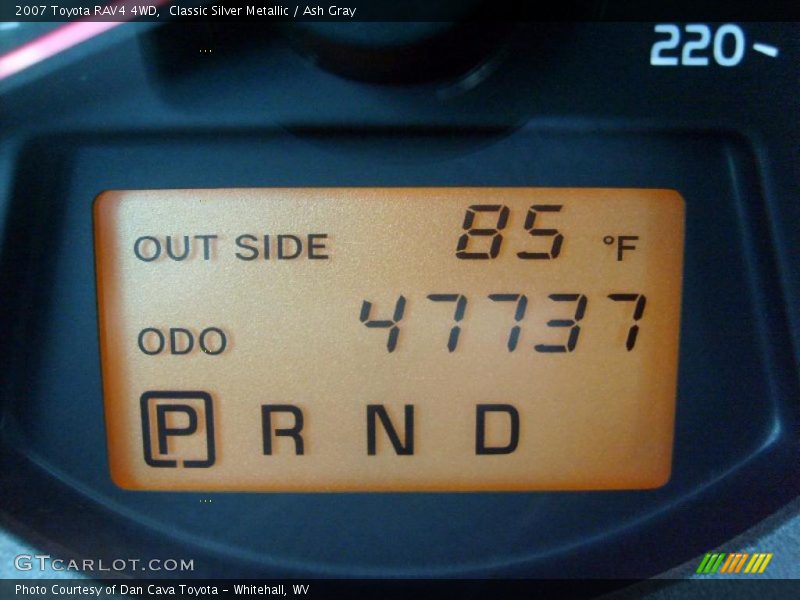 2007 Toyota RAV4 4WD, Classic Silver Metallic / Ash Gray
220
OUT SIDE 85 °F
ODO 47737
P R N D
GTCARLOT.COM
Photo Courtesy of Dan Cava Toyota - Whitehall, WV